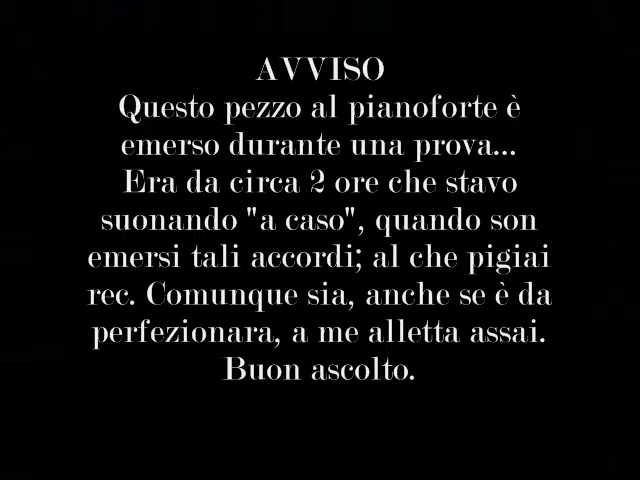 AVVISO
Questo pezzo al pianoforte è
emerso durante una prova...
Era da circa 2 ore che stavo
suonando "a caso", quando son
emersi tali accordi; al che pigiai
rec. Comunque sia, anche se è da
perfezionara, a me alletta assai.
Buon ascolto.